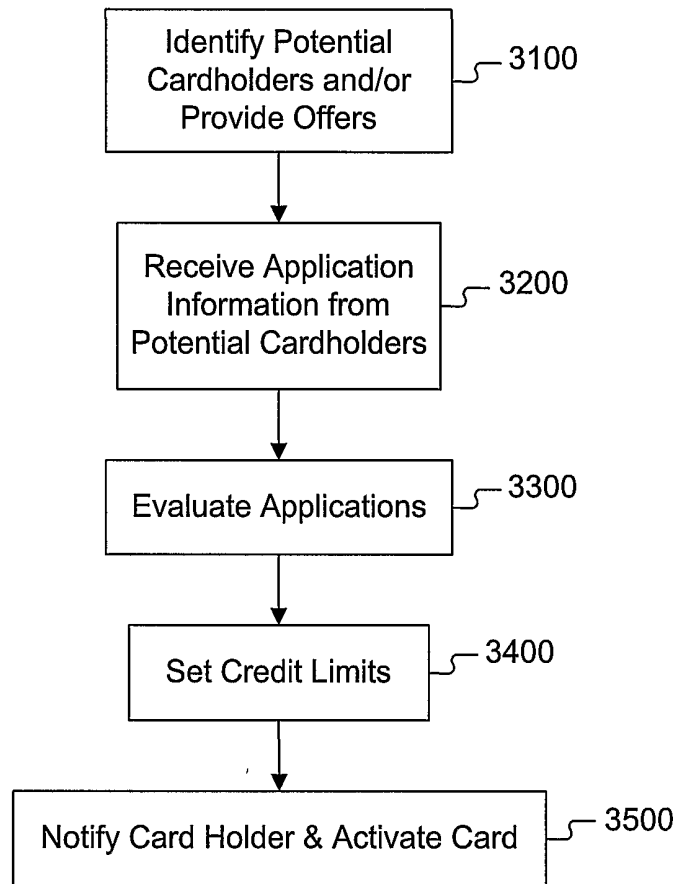 Identify Potential
Cardholders and/or
Provide Offers
3100
Receive Application
Information from
Potential Cardholders
3200
Evaluate Applications
3300
Set Credit Limits
3400
Notify Card Holder & Activate Card
3500